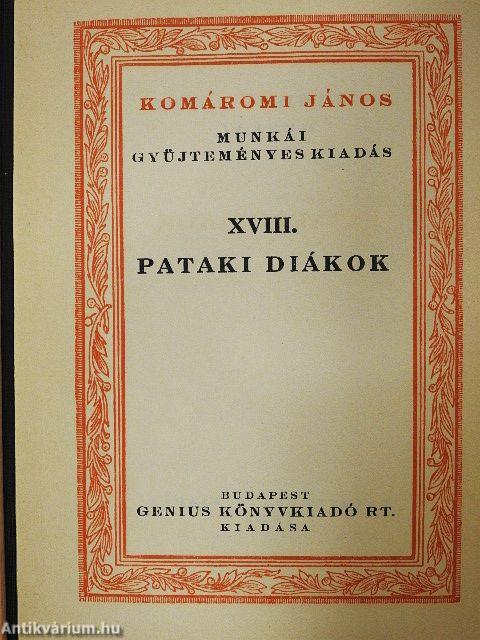 KOMÁROMI JÁNOS
MUNKÁI
GYÜJTEMÉNYES KIADÁS
XVIII.
PATAKI DIÁKOK
BUDAPEST
GENIUS KÖNYVKIADÓ RT.
KIADÁSA
Antikvárium.hu